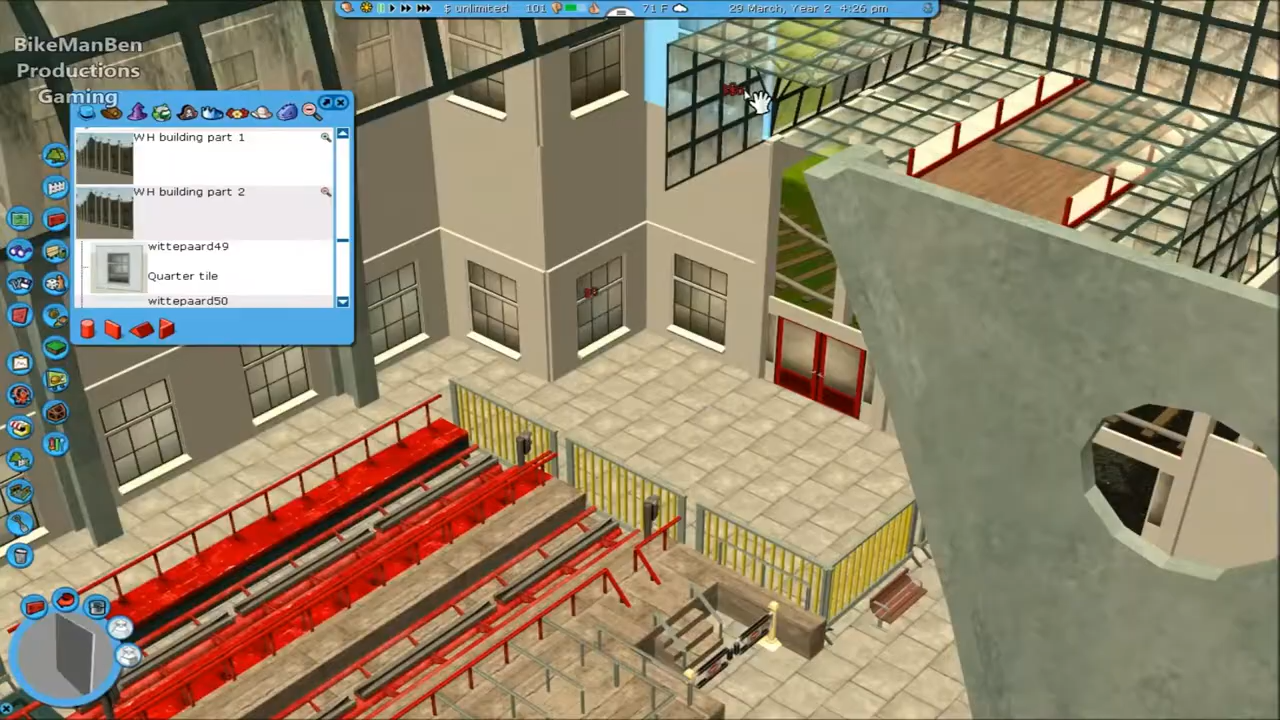 $ unlimited 101 71 F 29 March, Year 2 4:26 pm
BikeManBen
Productions
Gaming
WH building part 1
WH building part 2
wittepaard49
Quarter tile
wittepaard50